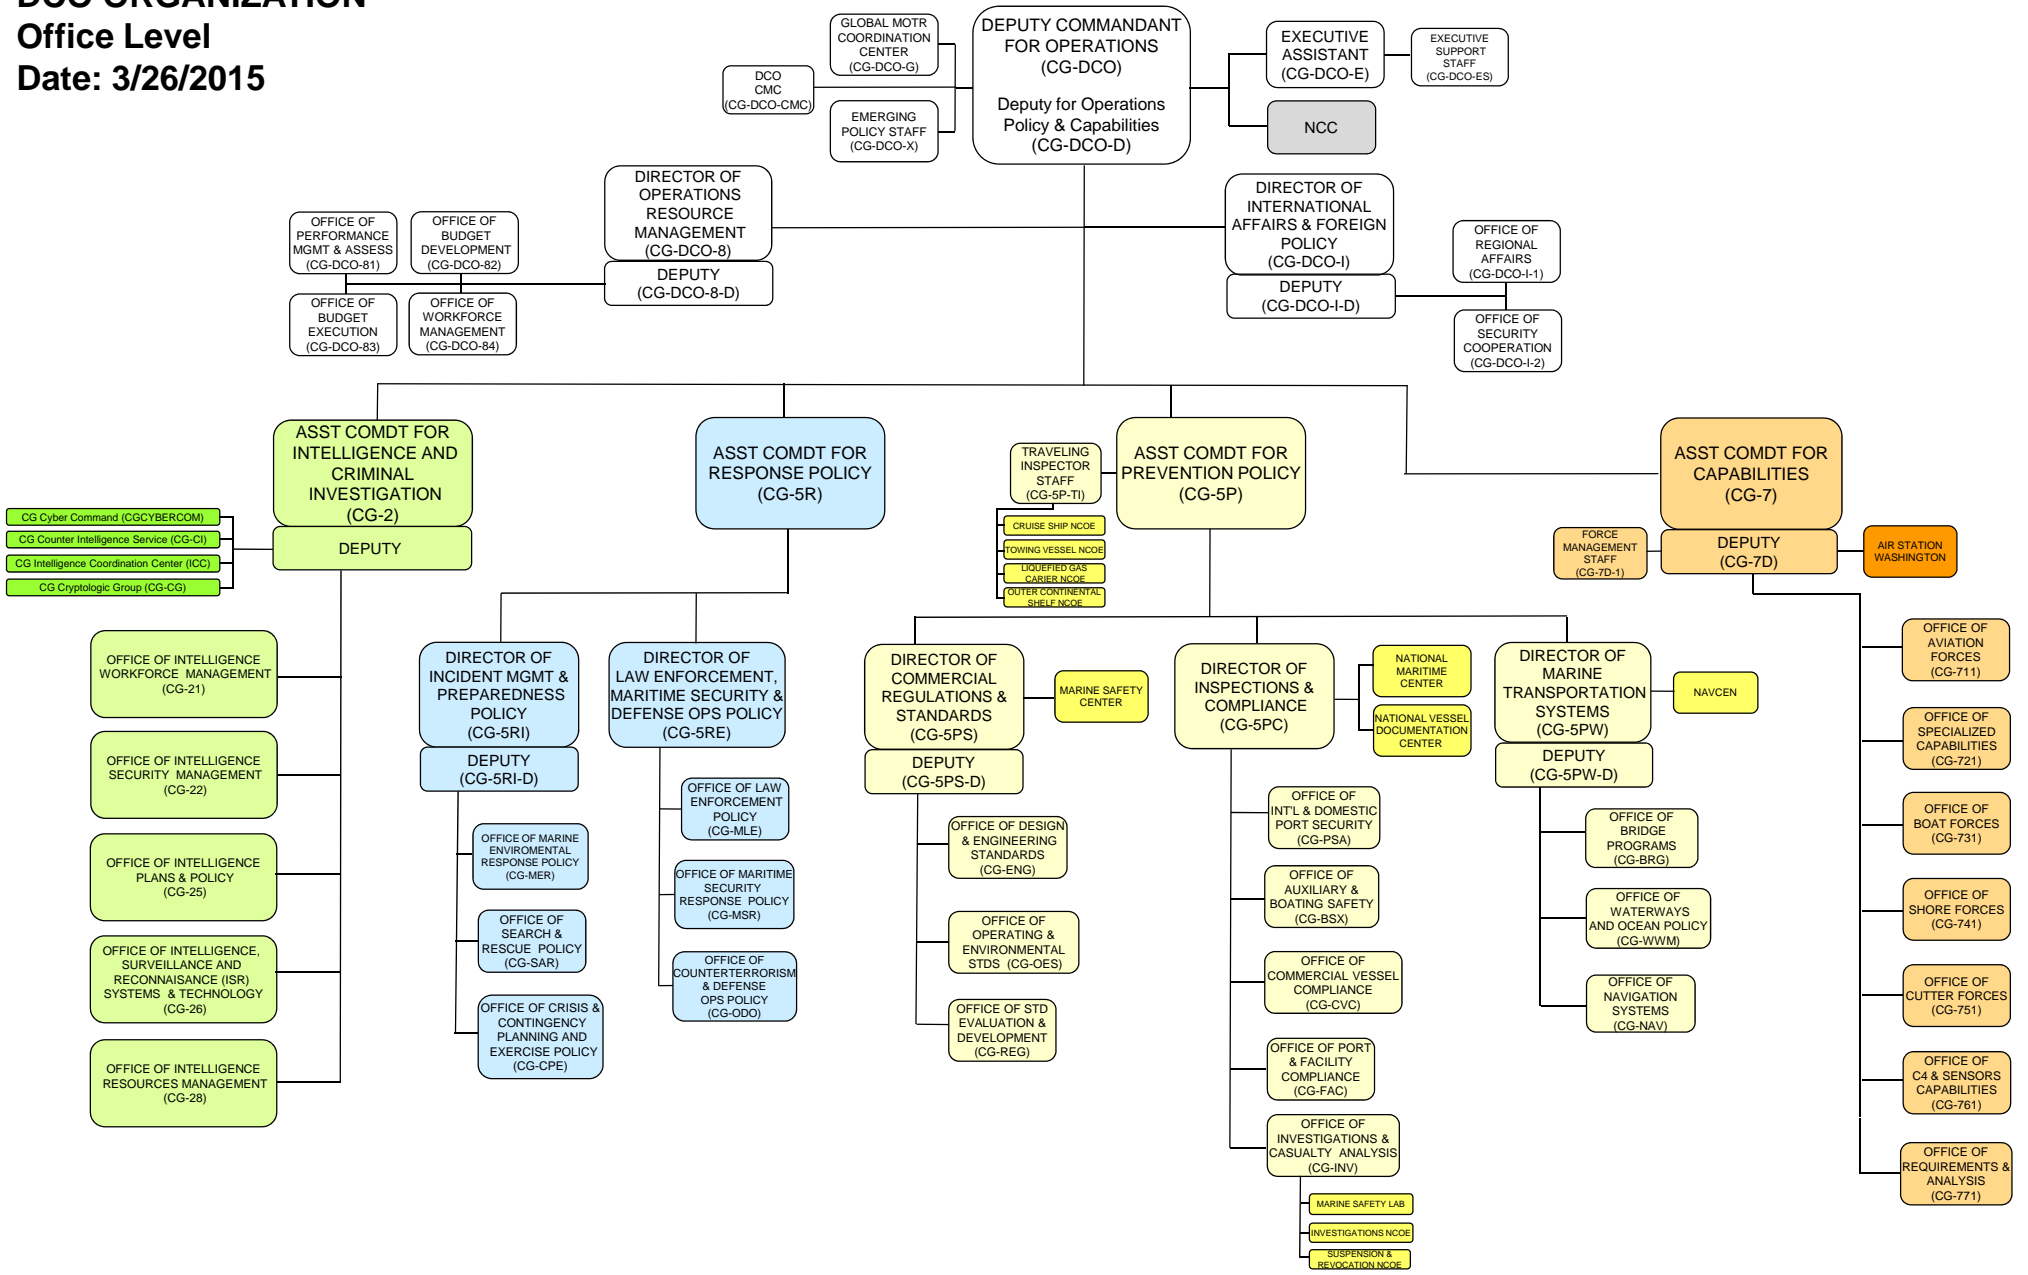 DCO ORGANIZATION
Office Level
Date: 3/26/2015
GLOBAL MOTR
COORDINATION
CENTER
(CG-DCO-G)
DCO
CMC
(CG-DCO-CMC)
EMERGING
POLICY STAFF
(CG-DCO-X)
DEPUTY COMMANDANT
FOR OPERATIONS
(CG-DCO)
Deputy for Operations
Policy & Capabilities
(CG-DCO-D)
EXECUTIVE
ASSISTANT
(CG-DCO-E)
EXECUTIVE
SUPPORT
STAFF
(CG-DCO-ES)
NCC
DIRECTOR OF
OPERATIONS
RESOURCE
MANAGEMENT
(CG-DCO-8)
DEPUTY
(CG-DCO-8-D)
OFFICE OF
PERFORMANCE
MGMT & ASSESS
(CG-DCO-81)
OFFICE OF
BUDGET
DEVELOPMENT
(CG-DCO-82)
OFFICE OF
BUDGET
EXECUTION
(CG-DCO-83)
OFFICE OF
WORKFORCE
MANAGEMENT
(CG-DCO-84)
DIRECTOR OF
INTERNATIONAL
AFFAIRS & FOREIGN
POLICY
(CG-DCO-I)
DEPUTY
(CG-DCO-I-D)
OFFICE OF
REGIONAL
AFFAIRS
(CG-DCO-I-1)
OFFICE OF
SECURITY
COOPERATION
(CG-DCO-I-2)
ASST COMDT FOR
INTELLIGENCE AND
CRIMINAL
INVESTIGATION
(CG-2)
DEPUTY
CG Cyber Command (CGCYBERCOM)
CG Counter Intelligence Service (CG-CI)
CG Intelligence Coordination Center (ICC)
CG Cryptologic Group (CG-CG)
OFFICE OF INTELLIGENCE
WORKFORCE MANAGEMENT
(CG-21)
OFFICE OF INTELLIGENCE
SECURITY MANAGEMENT
(CG-22)
OFFICE OF INTELLIGENCE
PLANS & POLICY
(CG-25)
OFFICE OF INTELLIGENCE,
SURVEILLANCE AND
RECONNAISANCE (ISR)
SYSTEMS & TECHNOLOGY
(CG-26)
OFFICE OF INTELLIGENCE
RESOURCES MANAGEMENT
(CG-28)
ASST COMDT FOR
RESPONSE POLICY
(CG-5R)
DIRECTOR OF
INCIDENT MGMT &
PREPAREDNESS
POLICY
(CG-5RI)
DEPUTY
(CG-5RI-D)
OFFICE OF MARINE
ENVIROMENTAL
RESPONSE POLICY
(CG-MER)
OFFICE OF
SEARCH &
RESCUE POLICY
(CG-SAR)
OFFICE OF CRISIS &
CONTINGENCY
PLANNING AND
EXERCISE POLICY
(CG-CPE)
DIRECTOR OF
LAW ENFORCEMENT,
MARITIME SECURITY &
DEFENSE OPS POLICY
(CG-5RE)
OFFICE OF LAW
ENFORCEMENT
POLICY
(CG-MLE)
OFFICE OF MARITIME
SECURITY
RESPONSE POLICY
(CG-MSR)
OFFICE OF
COUNTERTERRORISM
& DEFENSE
OPS POLICY
(CG-ODO)
ASST COMDT FOR
PREVENTION POLICY
(CG-5P)
TRAVELING
INSPECTOR
STAFF
(CG-5P-TI)
CRUISE SHIP NCOE
TOWING VESSEL NCOE
LIQUEFIED GAS
CARIER NCOE
OUTER CONTINENTAL
SHELF NCOE
DIRECTOR OF
COMMERCIAL
REGULATIONS &
STANDARDS
(CG-5PS)
DEPUTY
(CG-5PS-D)
MARINE SAFETY
CENTER
OFFICE OF DESIGN
& ENGINEERING
STANDARDS
(CG-ENG)
OFFICE OF
OPERATING &
ENVIRONMENTAL
STDS (CG-OES)
OFFICE OF STD
EVALUATION &
DEVELOPMENT
(CG-REG)
DIRECTOR OF
INSPECTIONS &
COMPLIANCE
(CG-5PC)
NATIONAL
MARITIME
CENTER
NATIONAL VESSEL
DOCUMENTATION
CENTER
OFFICE OF
INT'L & DOMESTIC
PORT SECURITY
(CG-PSA)
OFFICE OF
AUXILIARY &
BOATING SAFETY
(CG-BSX)
OFFICE OF
COMMERCIAL VESSEL
COMPLIANCE
(CG-CVC)
OFFICE OF PORT
& FACILITY
COMPLIANCE
(CG-FAC)
OFFICE OF
INVESTIGATIONS &
CASUALTY ANALYSIS
(CG-INV)
MARINE SAFETY LAB
INVESTIGATIONS NCOE
SUSPENSION &
REVOCATION NCOE
DIRECTOR OF
MARINE
TRANSPORTATION
SYSTEMS
(CG-5PW)
DEPUTY
(CG-5PW-D)
NAVCEN
OFFICE OF
BRIDGE
PROGRAMS
(CG-BRG)
OFFICE OF
WATERWAYS
AND OCEAN POLICY
(CG-WWM)
OFFICE OF
NAVIGATION
SYSTEMS
(CG-NAV)
ASST COMDT FOR
CAPABILITIES
(CG-7)
DEPUTY
(CG-7D)
FORCE
MANAGEMENT
STAFF
(CG-7D-1)
AIR STATION
WASHINGTON
OFFICE OF
AVIATION
FORCES
(CG-711)
OFFICE OF
SPECIALIZED
CAPABILITIES
(CG-721)
OFFICE OF
BOAT FORCES
(CG-731)
OFFICE OF
SHORE FORCES
(CG-741)
OFFICE OF
CUTTER FORCES
(CG-751)
OFFICE OF
C4 & SENSORS
CAPABILITIES
(CG-761)
OFFICE OF
REQUIREMENTS &
ANALYSIS
(CG-771)